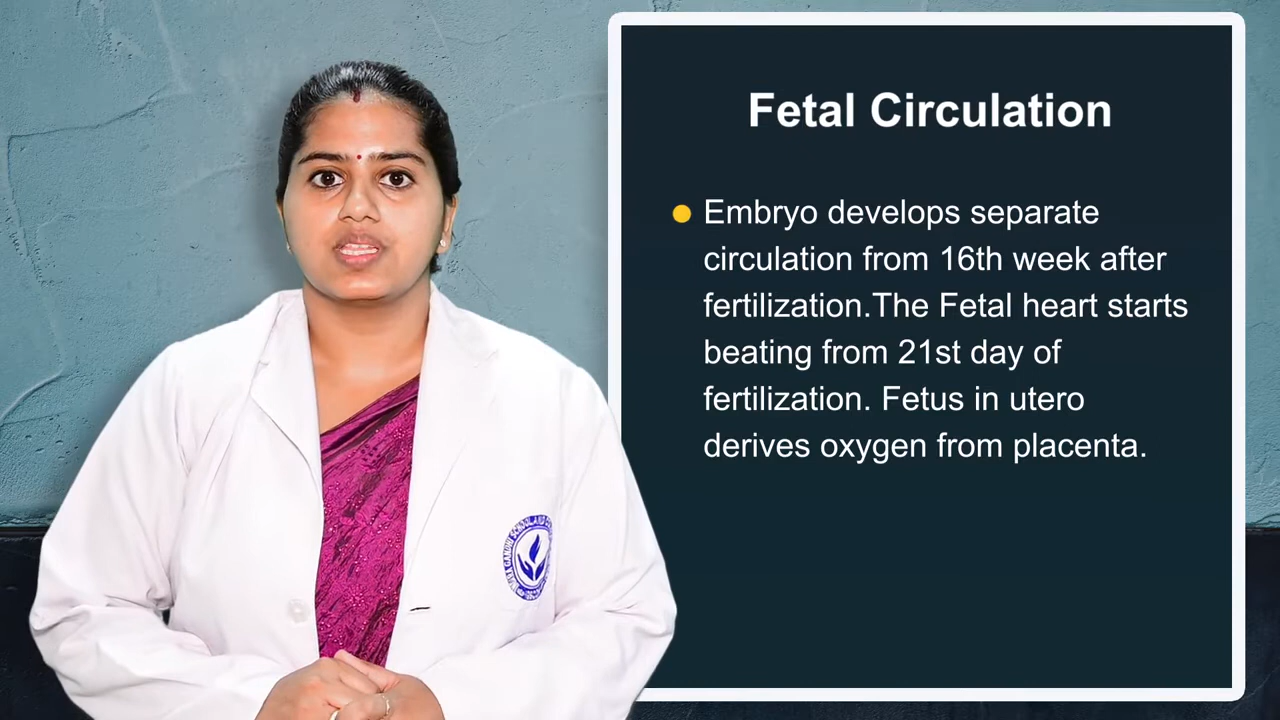 Fetal Circulation
Embryo develops separate
circulation from 16th week after
fertilization.The Fetal heart starts
beating from 21st day of
fertilization. Fetus in utero
derives oxygen from placenta.